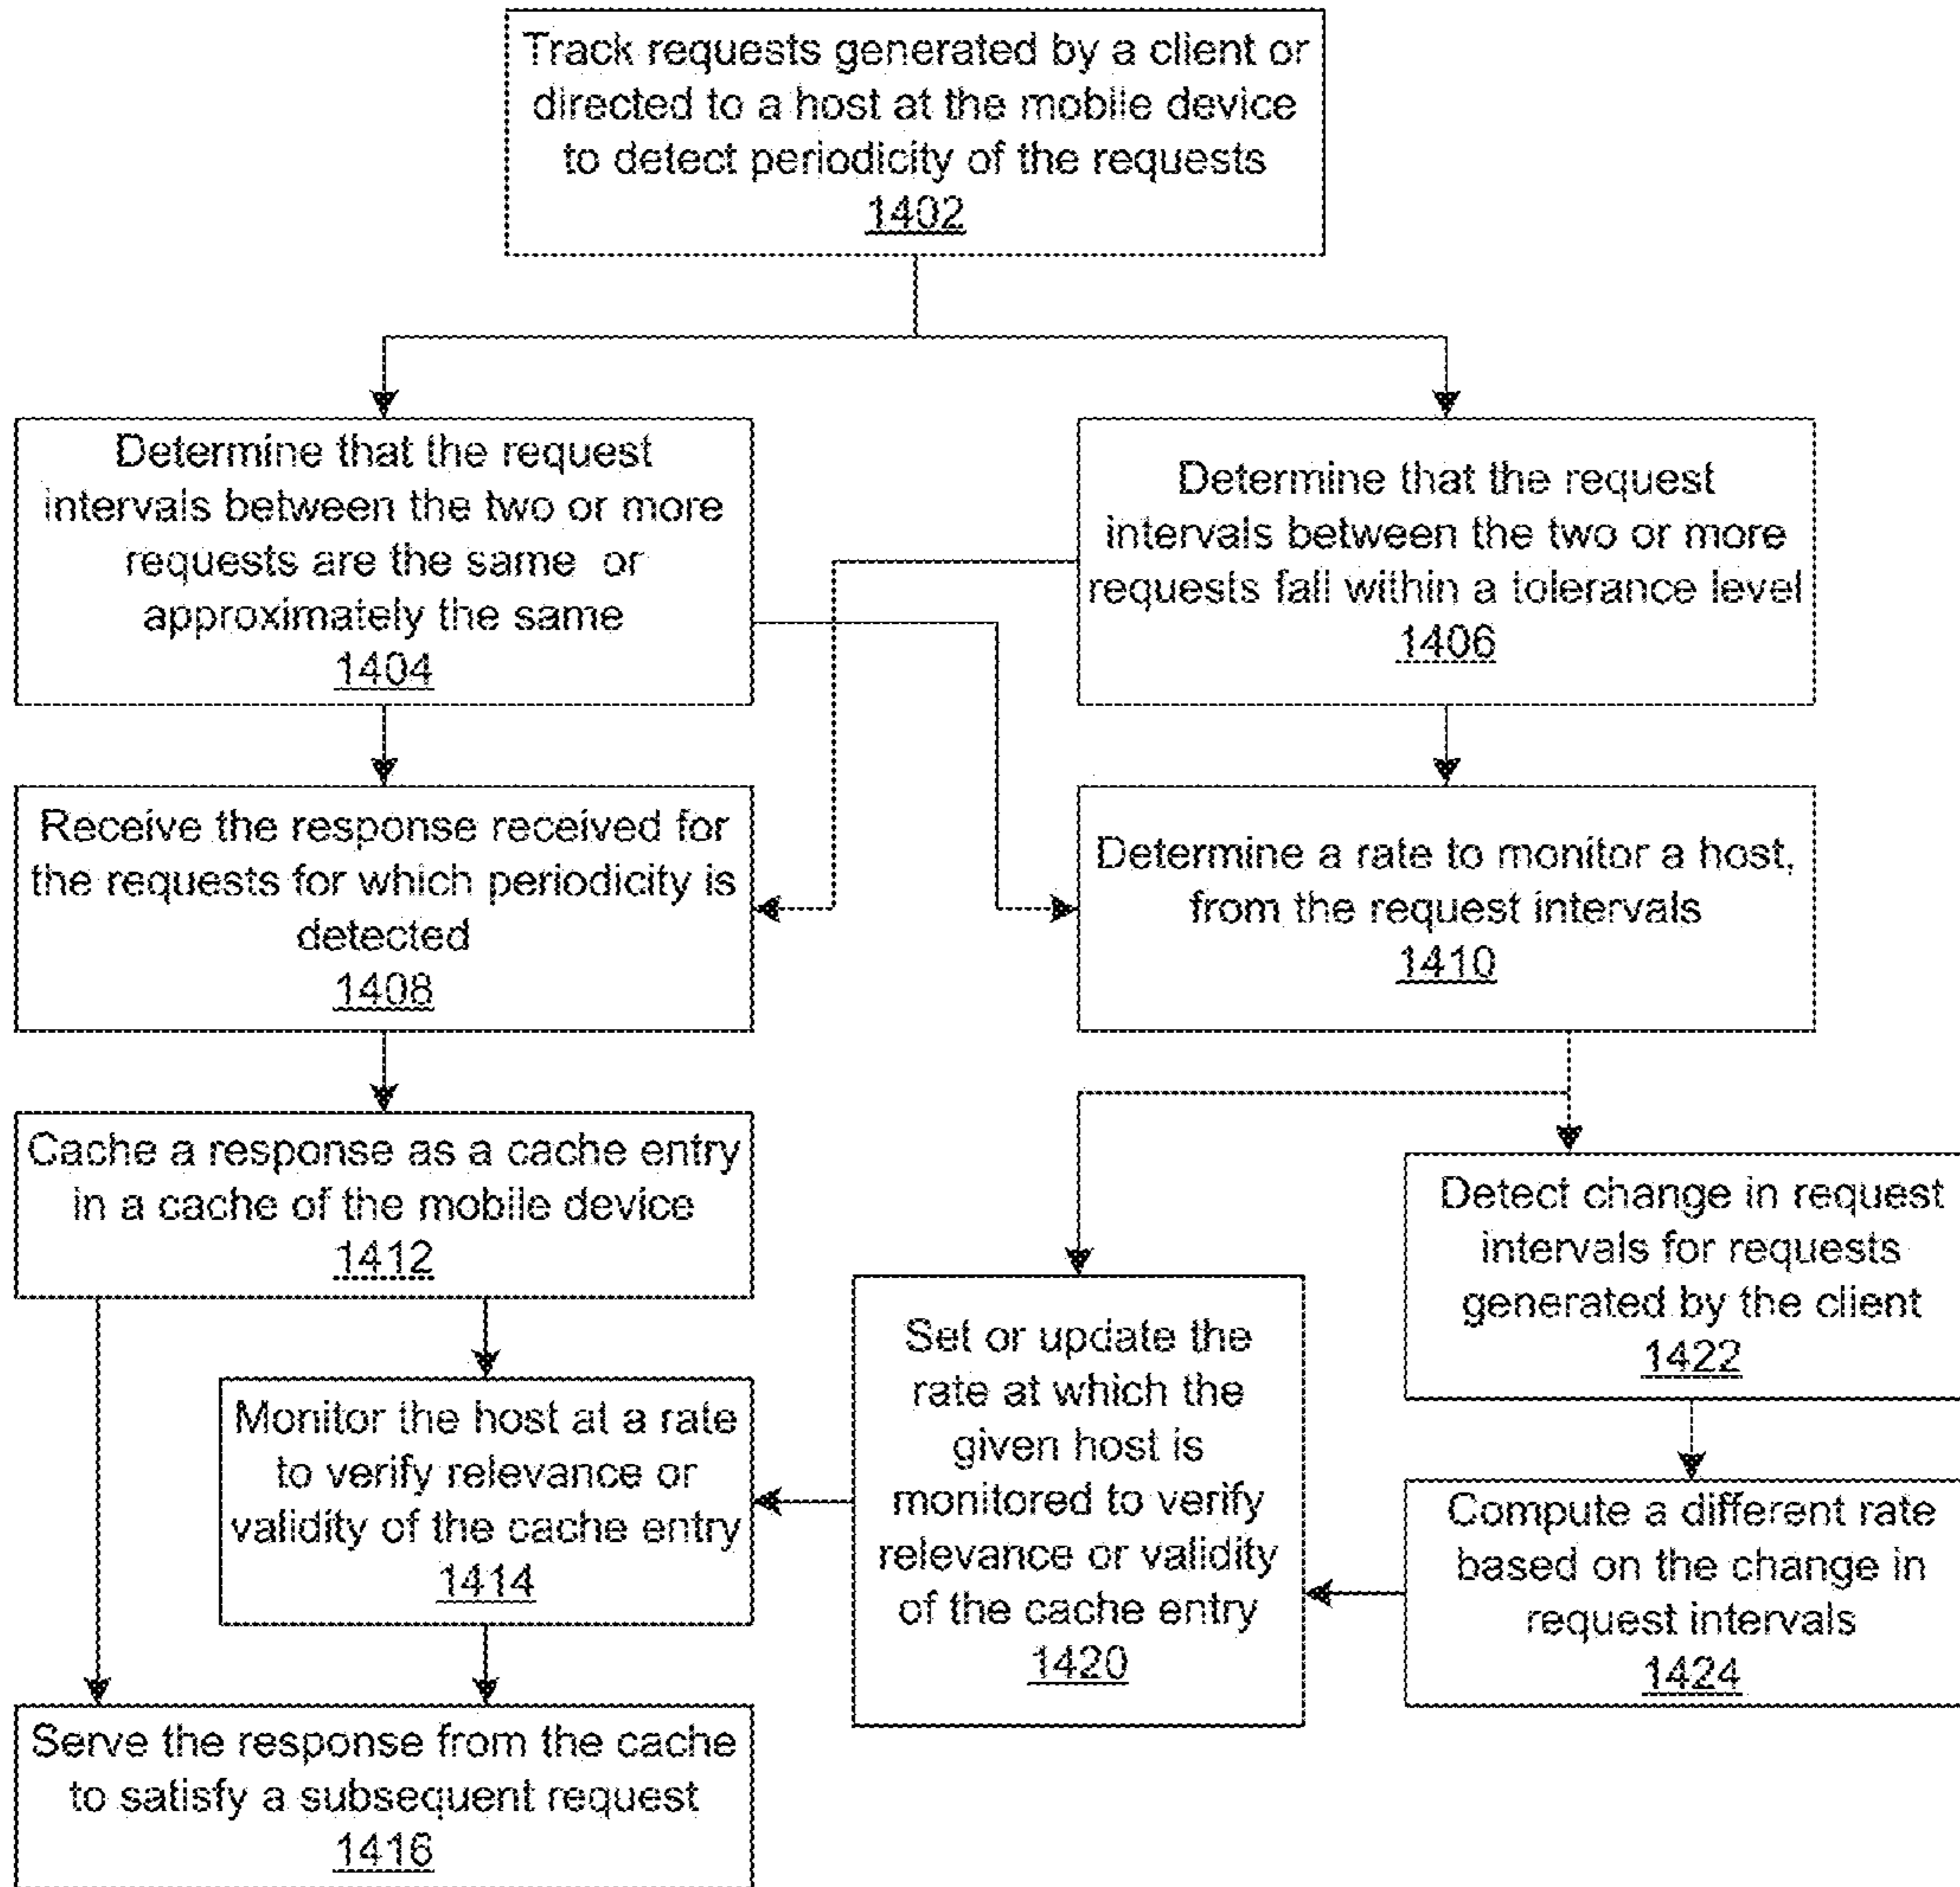 Track requests generated by a client or
directed to a host at the mobile device
to detect periodicity of the requests
1402
Determine that the request
intervals between the two or more
requests are the same or
approximately the same
1404
Determine that the request
intervals between the two or more
requests fall within a tolerance level
1406
Receive the response received for
the requests for which periodicity is
detected
1408
Determine a rate to monitor a host,
from the request intervals
1410
Cache a response as a cache entry
in a cache of the mobile device
1412
Detect change in request
intervals for requests
generated by the client
1422
Set or update the
rate at which the
given host is
monitored to verify
relevance or validity
of the cache entry
1420
Monitor the host at a rate
to verify relevance or
validity of the cache entry
1414
Compute a different rate
based on the change in
request intervals
1424
Serve the response from the cache
to satisfy a subsequent request
1416